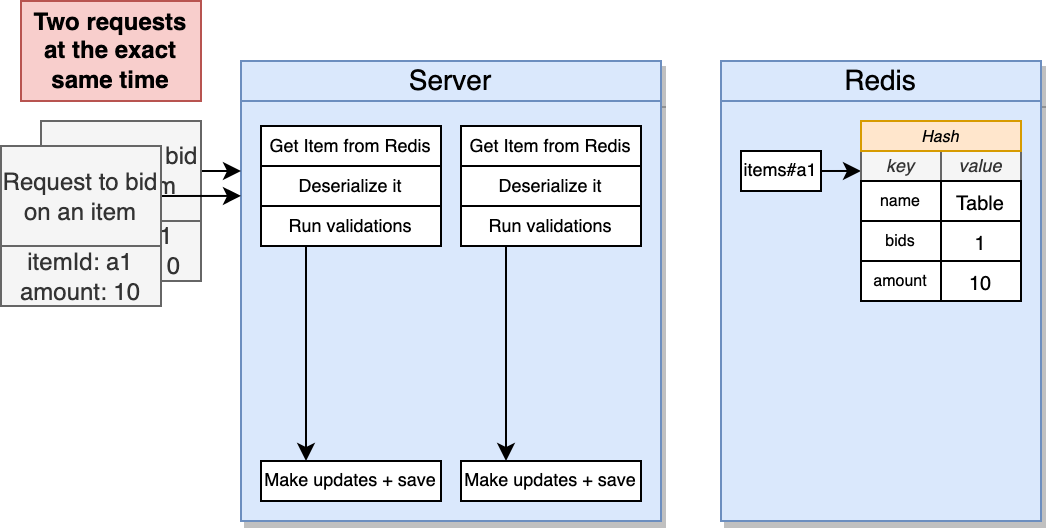 Two requests
at the exact
same time
bid
m
1
0
Request to bid
on an item
itemId: a1
amount: 10
Server
Get Item from Redis
Deserialize it
Run validations
Make updates + save
Get Item from Redis
Deserialize it
Run validations
Make updates + save
Redis
items#a1
Hash
key value
name Table
bids 1
amount 10